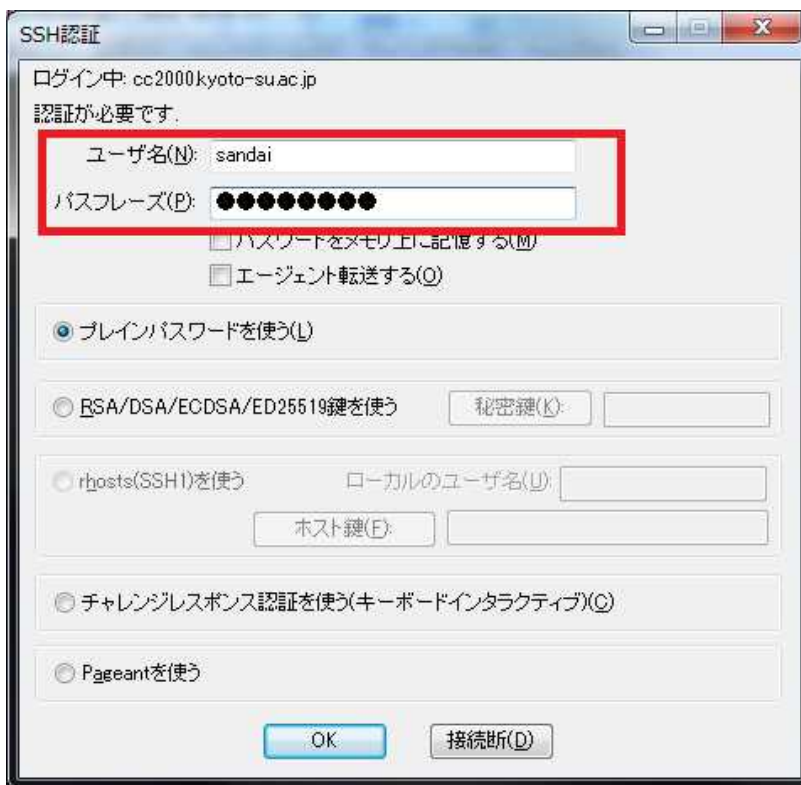 SSH認証
ログイン中: cc2000.kyoto-su.ac.jp
認証が必要です.
ユーザ名(N): sandai
パスフレーズ(P): ●●●●●●●●
パスワードをメモリ上に記憶する(M)
エージェント転送する(O)
プレインパスワードを使う(L)
RSA/DSA/ECDSA/ED25519鍵を使う 秘密鍵(K):
rhosts(SSH1)を使う ローカルのユーザ名(U):
ホスト鍵(F):
チャレンジレスポンス認証を使う(キーボードインタラクティブ)(C)
Pageantを使う
OK 接続断(D)